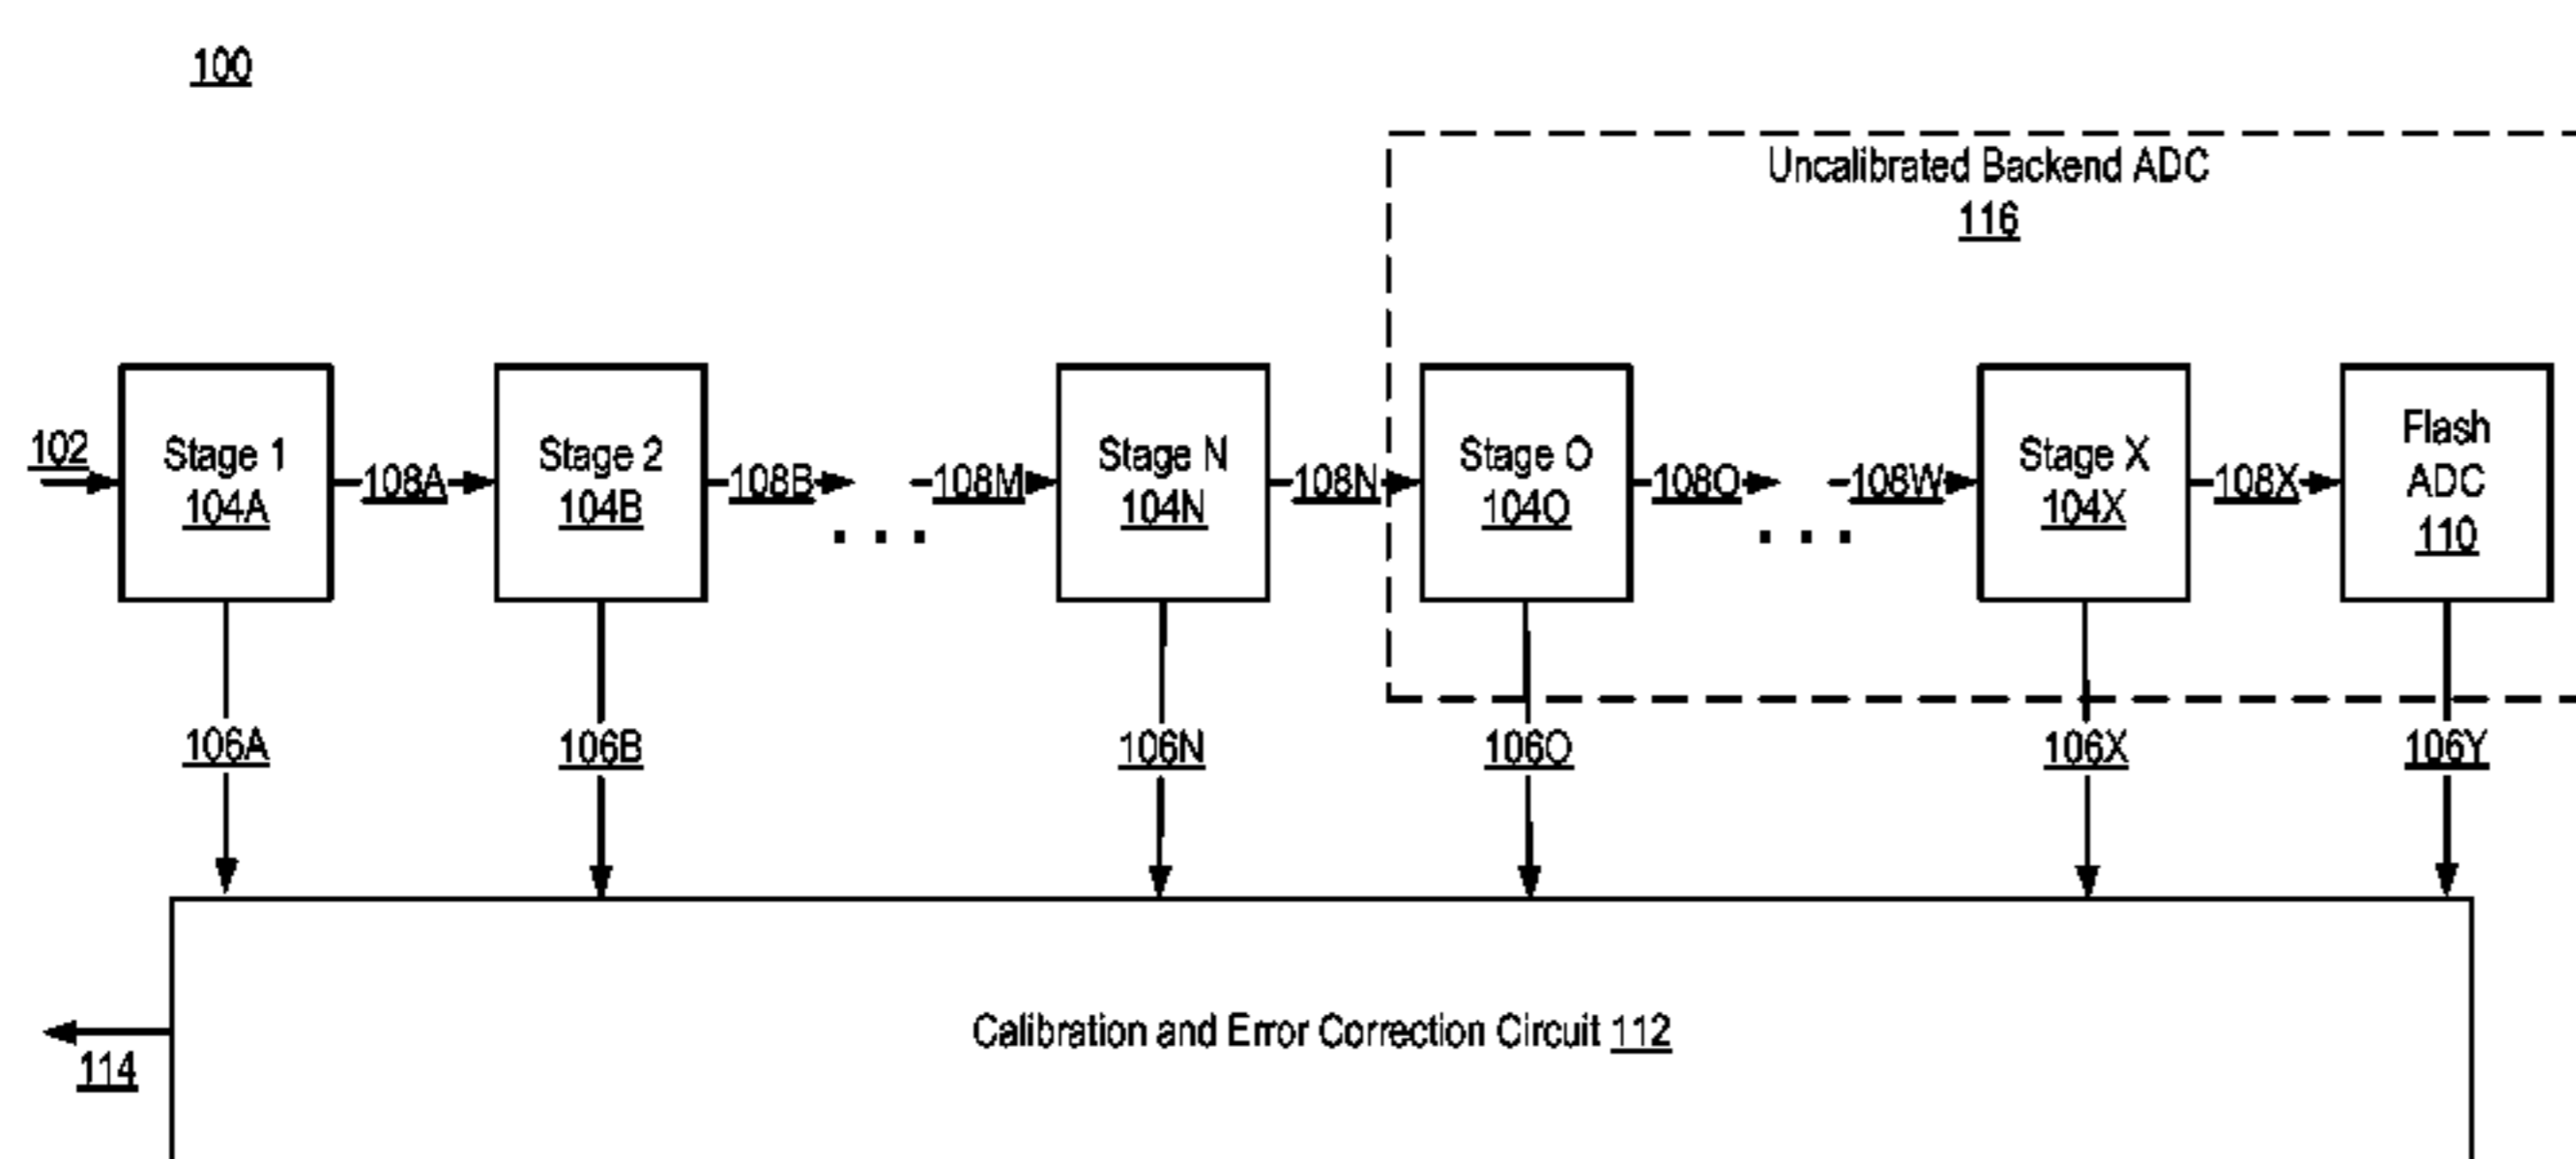 100
Uncalibrated Backend ADC
116
102
Stage 1
104A
108A
Stage 2
104B
108B
. . .
108M
Stage N
104N
108N
Stage O
104O
108O
. . .
108W
Stage X
104X
108X
Flash
ADC
110
106A
106B
106N
106O
106X
106Y
Calibration and Error Correction Circuit 112
114